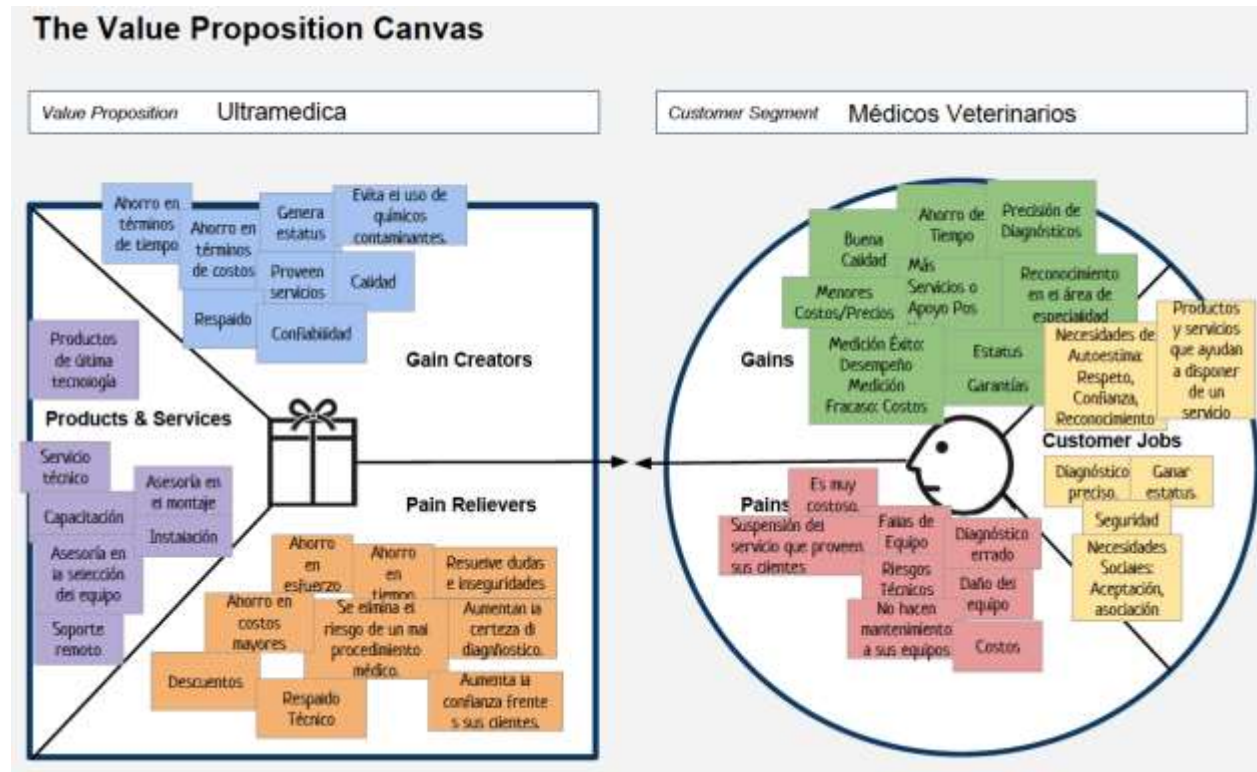 The Value Proposition Canvas
Value Proposition Ultramedica
Customer Segment Médicos Veterinarios
Ahorro en
términos
de tiempo
Ahorro en
términos
de costos
Genera
estatus
Evita el uso de
químicos
contaminantes.
Proveen
servicios
Calidad
Respaldo
Confiabilidad
Gain Creators
Productos
de última
tecnología
Products & Services
Servicio
técnico
Asesoría en
el montaje
Capacitación
Instalación
Asesoría en
la selección
del equipo
Soporte
remoto
Pain Relievers
Ahorro
en
esfuerzo
Ahorro
en
tiempo
Resuelve dudas
e inseguridades
Ahorro en
costos
mayores
Se elimina el
riesgo de un mal
procedimiento
médico.
Aumentan la
certeza di
diagñostico.
Descuentos
Respaldo
Técnico
Aumenta la
confianza frente
s sus clientes.
Buena
Calidad
Ahorro de
Tiempo
Precisión de
Diagnósticos
Menores
Costos/Precios
Más
Servicios o
Apoyo Pos
Reconocimiento
en el área de
especialidad
Gains
Medición Éxito:
Desempeño
Medición
Fracaso: Costos
Estatus
Garantías
Necesidades de
Autoestima:
Respeto,
Confianza,
Reconocimiento
Productos
y servicios
que ayudan
a disponer
de un
servicio
Customer Jobs
Diagnóstico
preciso.
Ganar
estatus.
Seguridad
Necesidades
Sociales:
Aceptación,
asociación
Pains
Es muy
costoso.
Suspensión del
servicio que proveen
sus clientes
Fallas de
Equipo
Diagnóstico
errado
Riesgos
Técnicos
Daño del
equipo
No hacen
mantenimiento
a sus equipos
Costos